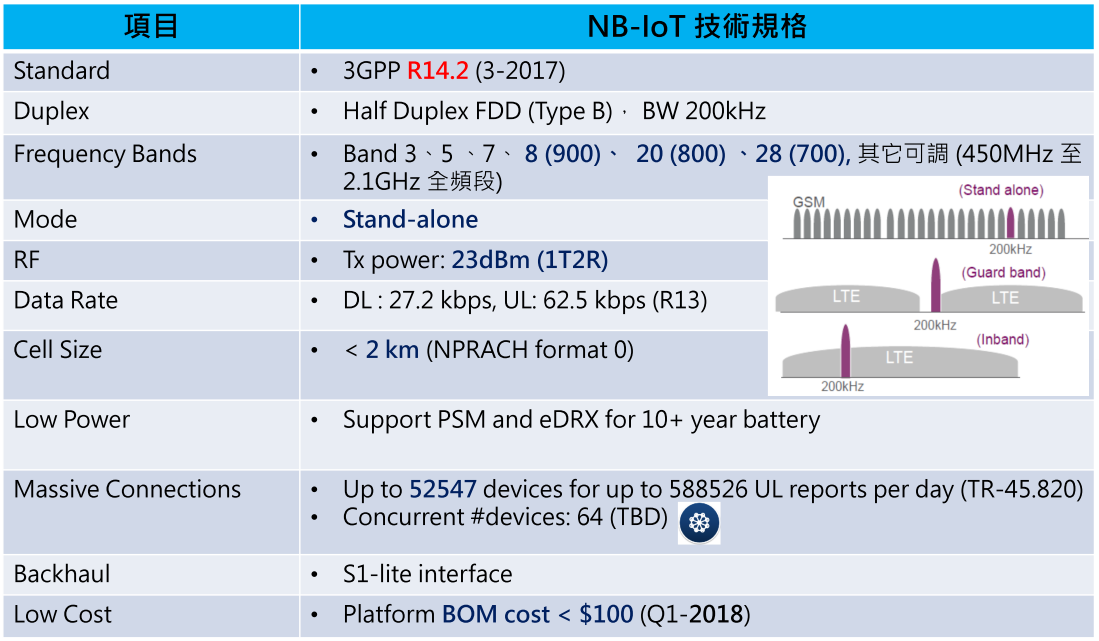 項目
NB-IoT 技術規格
Standard
• 3GPP R14.2 (3-2017)
Duplex
• Half Duplex FDD (Type B)， BW 200kHz
Frequency Bands
• Band 3、5 、7、 8 (900)、 20 (800) 、28 (700), 其它可調 (450MHz 至
2.1GHz 全頻段)
Mode
• Stand-alone
RF
• Tx power: 23dBm (1T2R)
Data Rate
• DL : 27.2 kbps, UL: 62.5 kbps (R13)
Cell Size
• < 2 km (NPRACH format 0)
(Stand alone)
GSM
200kHz
(Guard band)
LTE
LTE
200kHz
(Inband)
LTE
200kHz
Low Power
• Support PSM and eDRX for 10+ year battery
Massive Connections
• Up to 52547 devices for up to 588526 UL reports per day (TR-45.820)
• Concurrent #devices: 64 (TBD)
Backhaul
• S1-lite interface
Low Cost
• Platform BOM cost < $100 (Q1-2018)